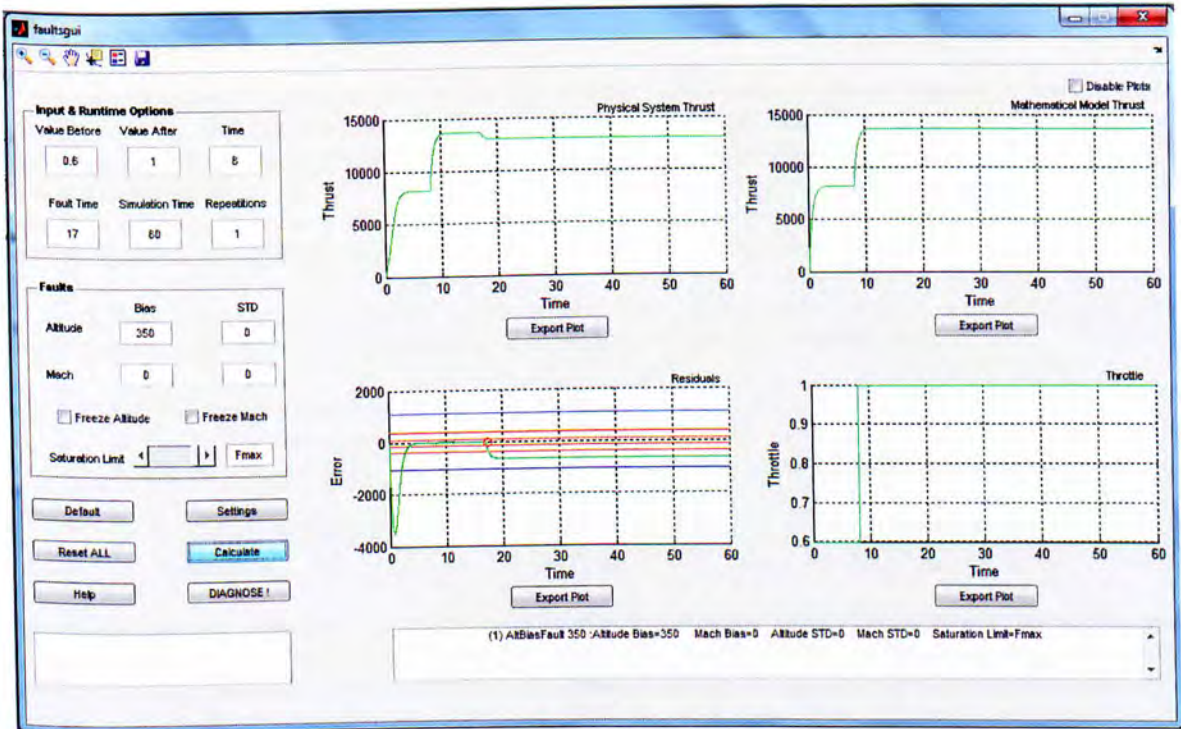 faultsgui
Disable Plots
Input & Runtime Options
Value Before Value After Time
0.6 1 8
Fault Time Simulation Time Repetitions
17 60 1
Faults
Bias STD
Altitude 350 0
Mach 0 0
Freeze Altitude Freeze Mach
Saturation Limit Fmax
Default Settings
Reset ALL Calculate
Help DIAGNOSE !
Physical System Thrust
15000
10000
5000
0
Thrust
0 10 20 30 40 50 60
Time
Export Plot
Mathematical Model Thrust
15000
10000
5000
0
Thrust
0 10 20 30 40 50 60
Time
Export Plot
Residuals
2000
0
-2000
-4000
Error
0 10 20 30 40 50 60
Time
Export Plot
Throttle
1
0.9
0.8
0.7
0.6
Throttle
0 10 20 30 40 50 60
Time
Export Plot
(1) AltBiasFault 350 :Altitude Bias=350 Mach Bias=0 Altitude STD=0 Mach STD=0 Saturation Limit=Fmax